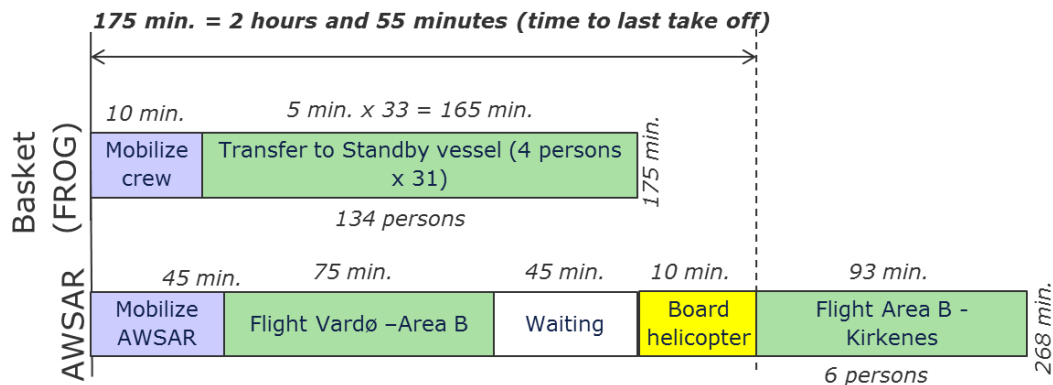 175 min. = 2 hours and 55 minutes (time to last take off)
10 min.
5 min. x 33 = 165 min.
Basket
(FROG)
Mobilize
crew
Transfer to Standby vessel (4 persons
x 31)
175 min.
134 persons
45 min.
75 min.
45 min.
10 min.
93 min.
AWSAR
Mobilize
AWSAR
Flight Vardø –Area B
Waiting
Board
helicopter
Flight Area B -
Kirkenes
268 min.
6 persons